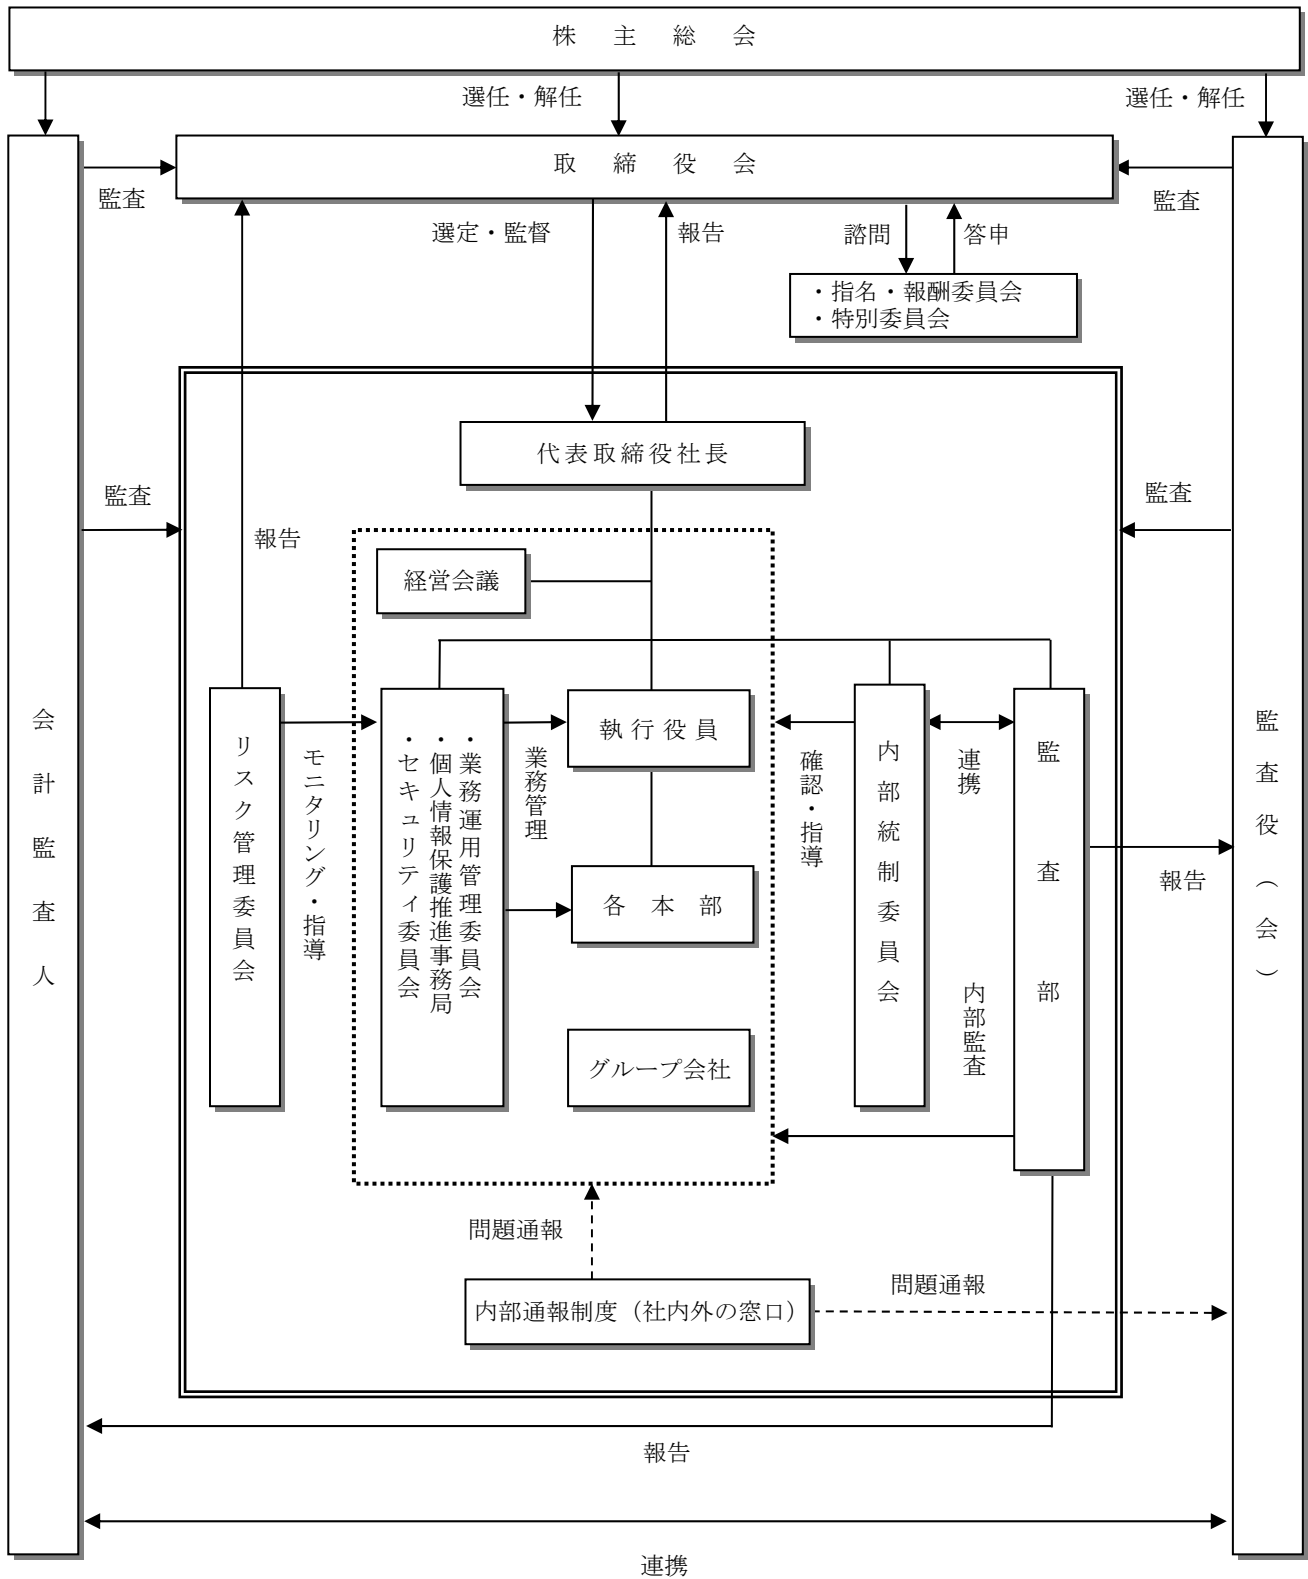 株主総会
選任・解任
選任・解任
取締役会
監査
監査
選定・監督
報告
諮問
答申
・指名・報酬委員会
・特別委員会
代表取締役社長
監査
監査
報告
経営会議
会計監査人
リスク管理委員会
モニタリング・指導
・業務運用管理委員会
・個人情報保護推進事務局
・セキュリティ委員会
業務管理
執行役員
各本部
グループ会社
確認・指導
内部統制委員会
連携
内部監査
監査部
報告
監査役（会）
問題通報
内部通報制度（社内外の窓口）
問題通報
報告
連携